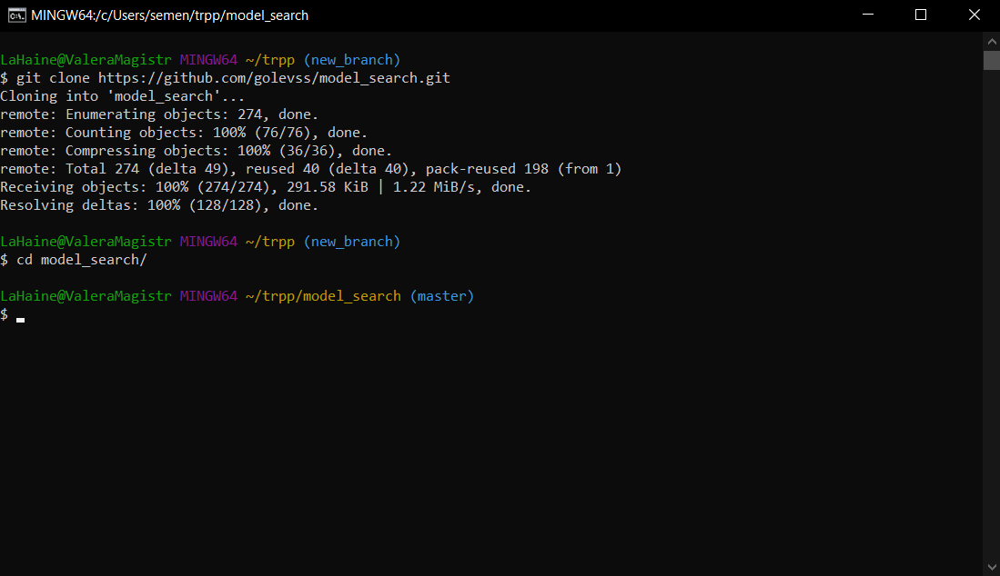 MINGW64:/c/Users/semen/trpp/model_search
LaHaine@ValeraMagistr MINGW64 ~/trpp (new_branch)
$ git clone https://github.com/golevss/model_search.git
Cloning into 'model_search'...
remote: Enumerating objects: 274, done.
remote: Counting objects: 100% (76/76), done.
remote: Compressing objects: 100% (36/36), done.
remote: Total 274 (delta 49), reused 40 (delta 40), pack-reused 198 (from 1)
Receiving objects: 100% (274/274), 291.58 KiB | 1.22 MiB/s, done.
Resolving deltas: 100% (128/128), done.
LaHaine@ValeraMagistr MINGW64 ~/trpp (new_branch)
$ cd model_search/
LaHaine@ValeraMagistr MINGW64 ~/trpp/model_search (master)
$